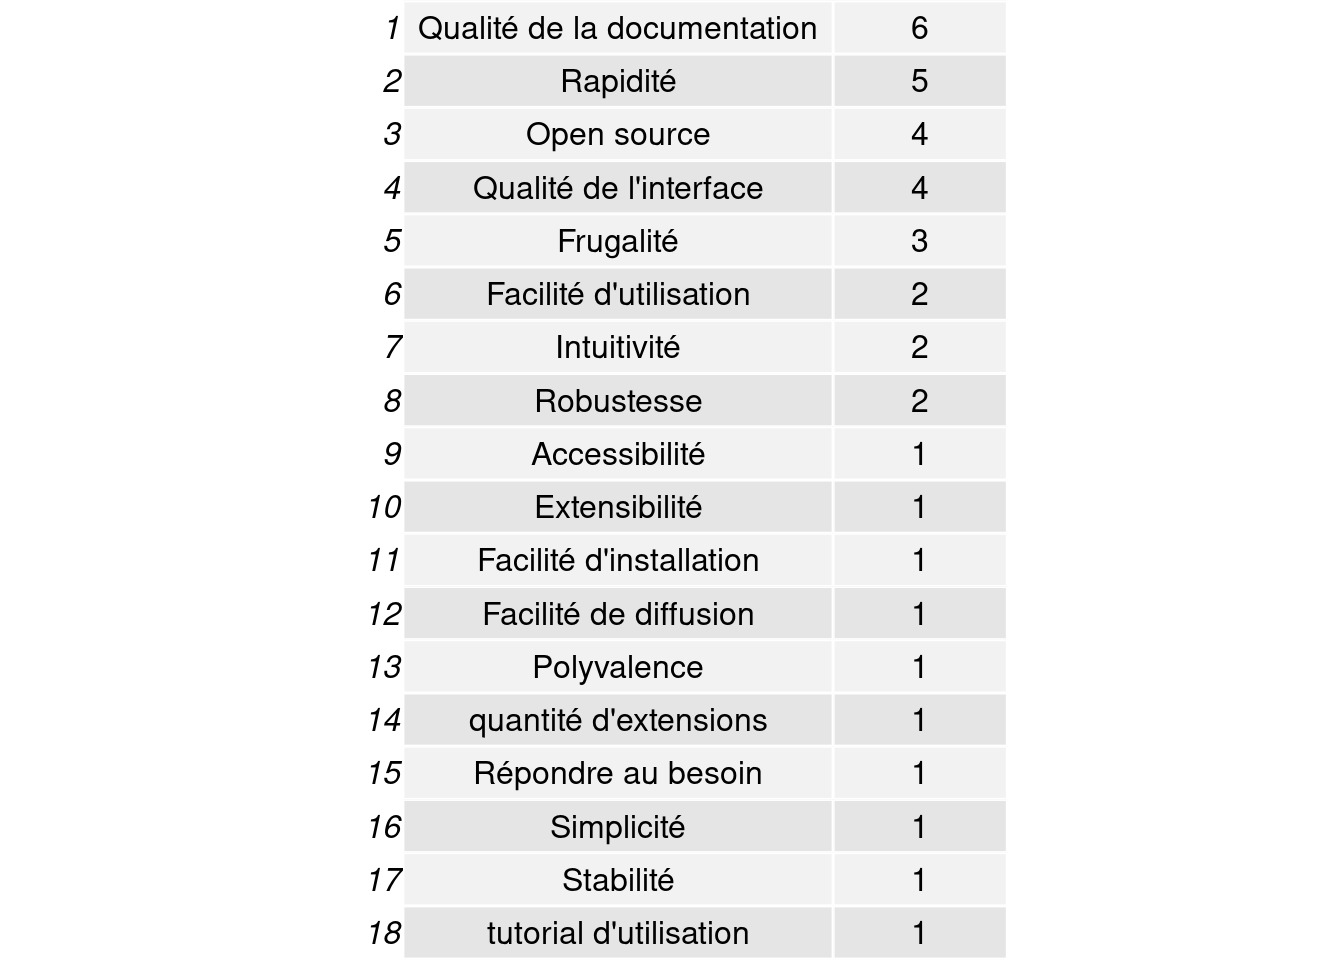 1 Qualité de la documentation 6
2 Rapidité 5
3 Open source 4
4 Qualité de l'interface 4
5 Frugalité 3
6 Facilité d'utilisation 2
7 Intuitivité 2
8 Robustesse 2
9 Accessibilité 1
10 Extensibilité 1
11 Facilité d'installation 1
12 Facilité de diffusion 1
13 Polyvalence 1
14 quantité d'extensions 1
15 Répondre au besoin 1
16 Simplicité 1
17 Stabilité 1
18 tutorial d'utilisation 1